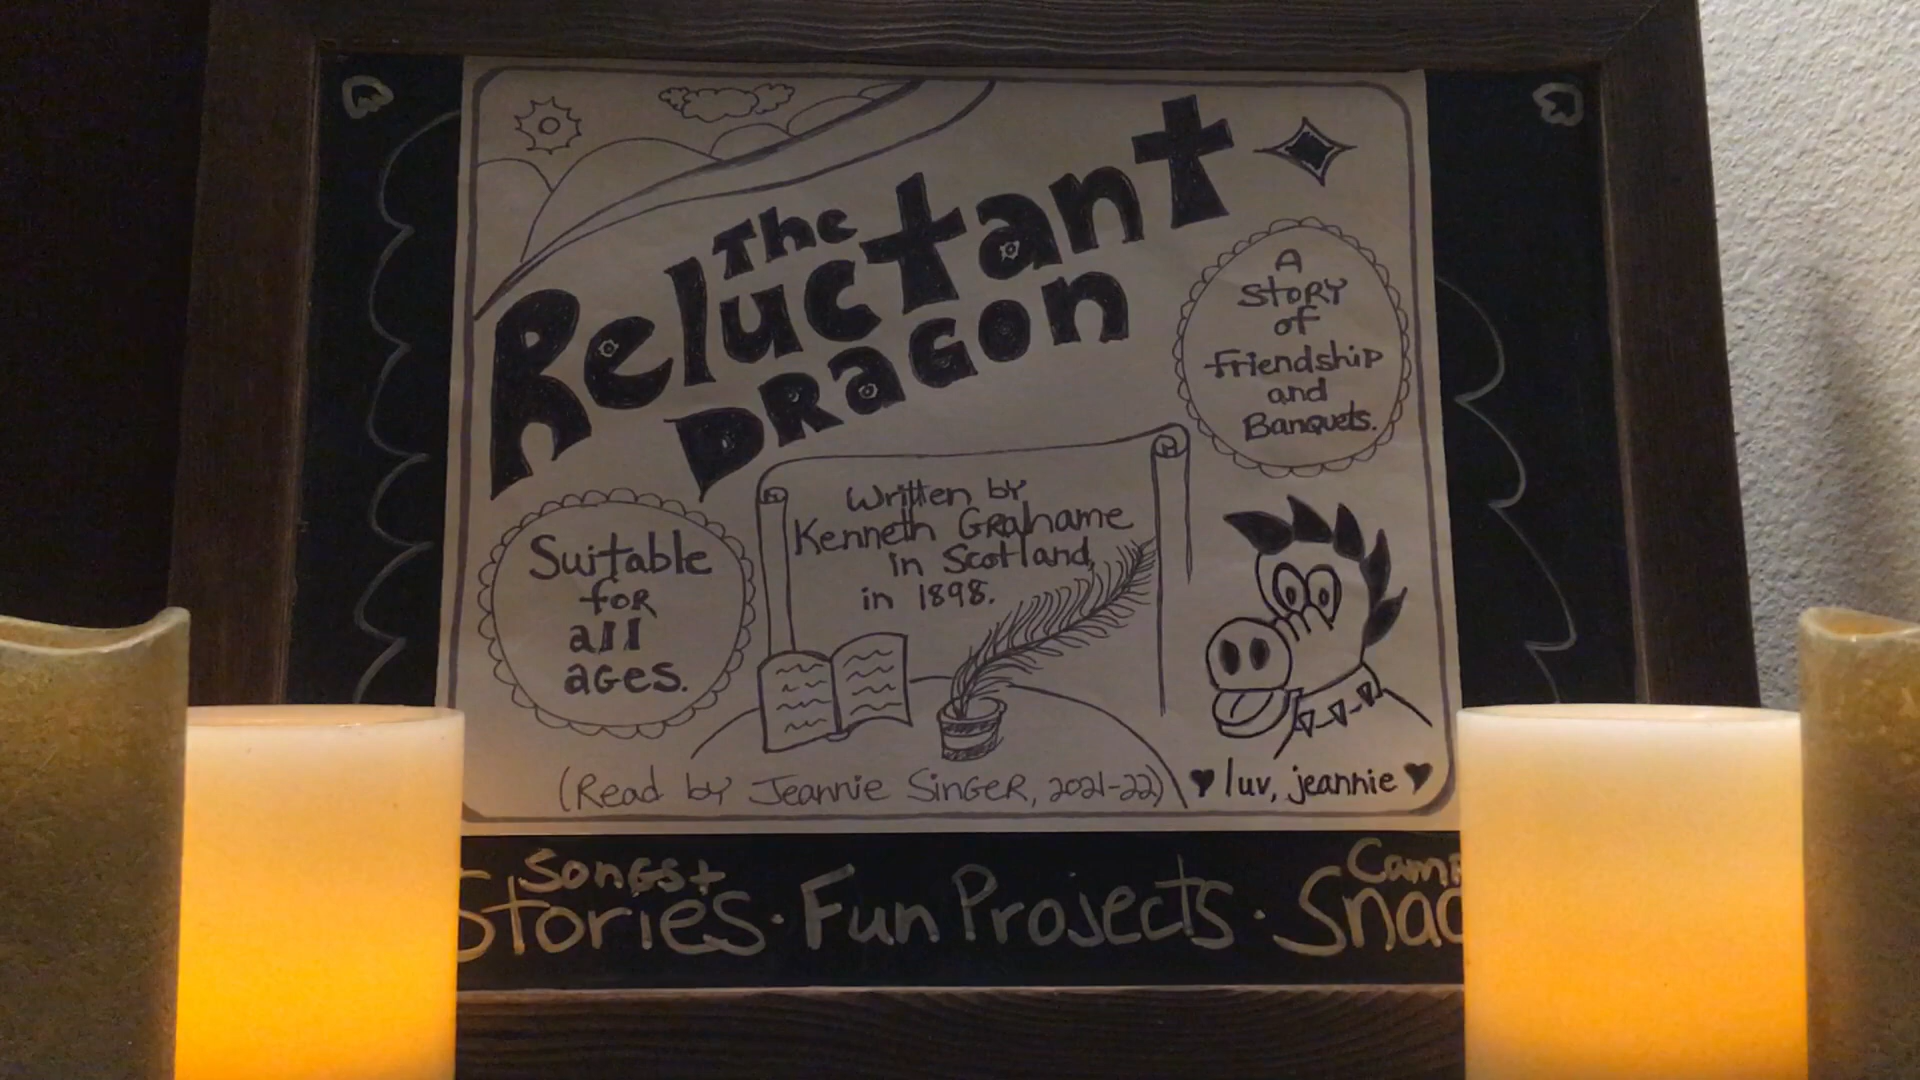 The
Reluctant
Dragon
A
Story
of
friendship
and
Banquets.
Written by
Kenneth Grahame
in Scotland,
in 1898.
Suitable
for
all
ages.
(Read by Jeannie Singer, 2021-22)
luv, jeannie
Songs +
Stories · Fun Projects ·